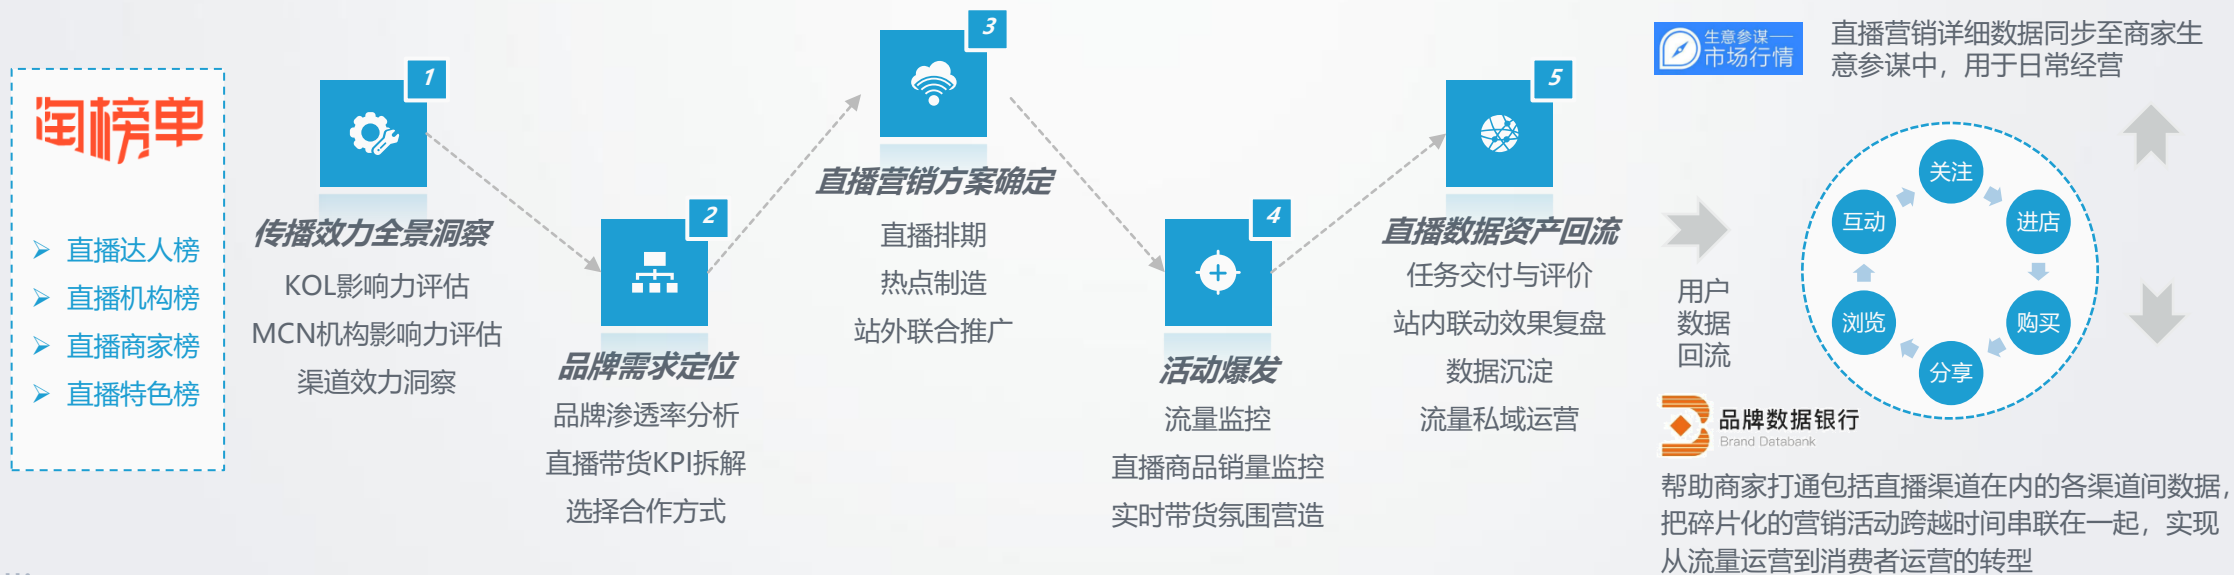 淘榜单
直播达人榜
直播机构榜
直播商家榜
直播特色榜
1
传播效力全景洞察
KOL影响力评估
MCN机构影响力评估
渠道效力洞察
2
品牌需求定位
品牌渗透率分析
直播带货KPI拆解
选择合作方式
3
直播营销方案确定
直播排期
热点制造
站外联合推广
4
活动爆发
流量监控
直播商品销量监控
实时带货氛围营造
5
直播数据资产回流
任务交付与评价
站内联动效果复盘
数据沉淀
流量私域运营
用户
数据
回流
生意参谋
市场行情
直播营销详细数据同步至商家生
意参谋中，用于日常经营
关注
进店
购买
分享
浏览
互动
品牌数据银行
Brand Databank
帮助商家打通包括直播渠道在内的各渠道间数据，
把碎片化的营销活动跨越时间串联在一起，实现
从流量运营到消费者运营的转型